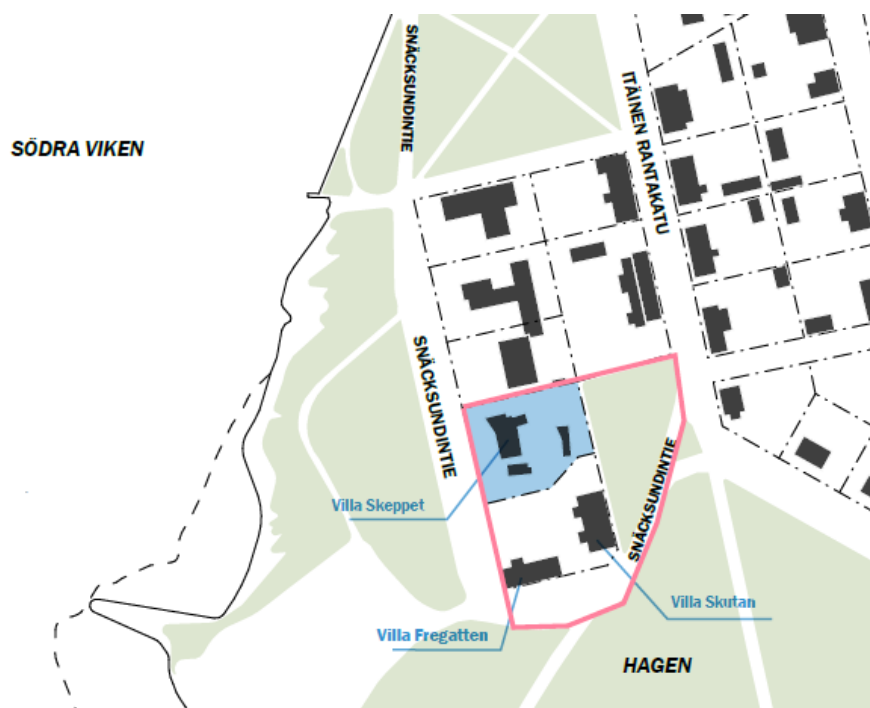 SNÄCKSUNDINTIE
ITÄINEN RANTAKATU
SÖDRA VIKEN
SNÄCKSUNDINTIE
SNÄCKSUNDINTIE
Villa Skeppet
Villa Skutan
Villa Fregatten
HAGEN